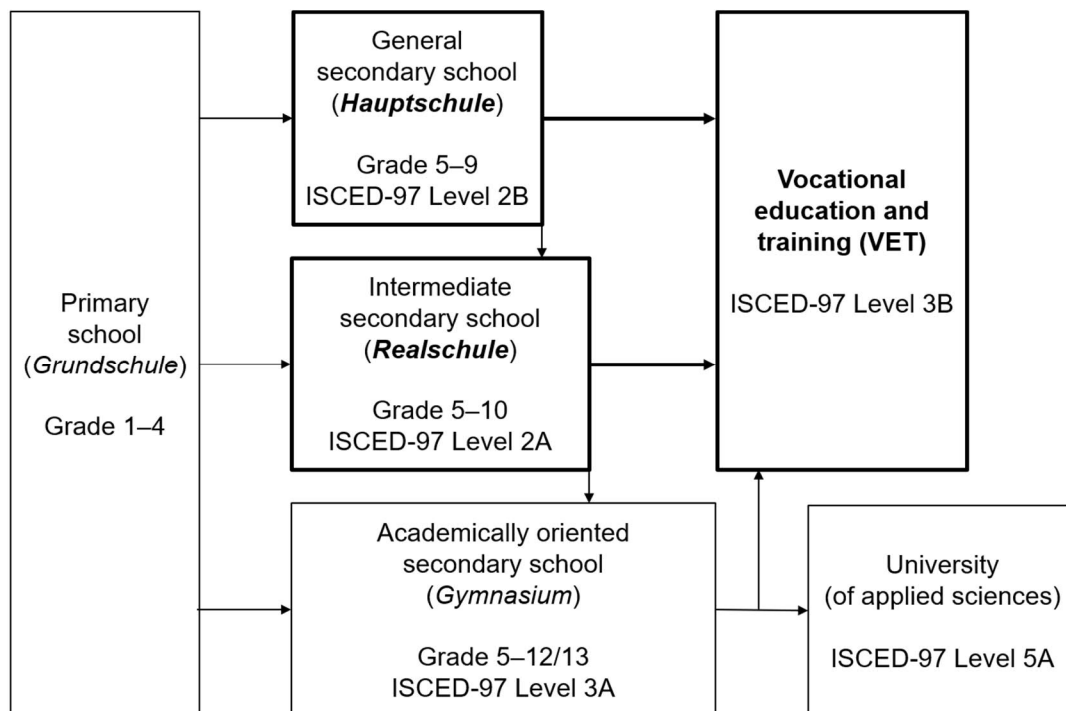 Primary
school
(Grundschule)
Grade 1–4
General
secondary school
(Hauptschule)
Grade 5–9
ISCED-97 Level 2B
Intermediate
secondary school
(Realschule)
Grade 5–10
ISCED-97 Level 2A
Academically oriented
secondary school
(Gymnasium)
Grade 5–12/13
ISCED-97 Level 3A
Vocational
education and
training (VET)
ISCED-97 Level 3B
University
(of applied sciences)
ISCED-97 Level 5A